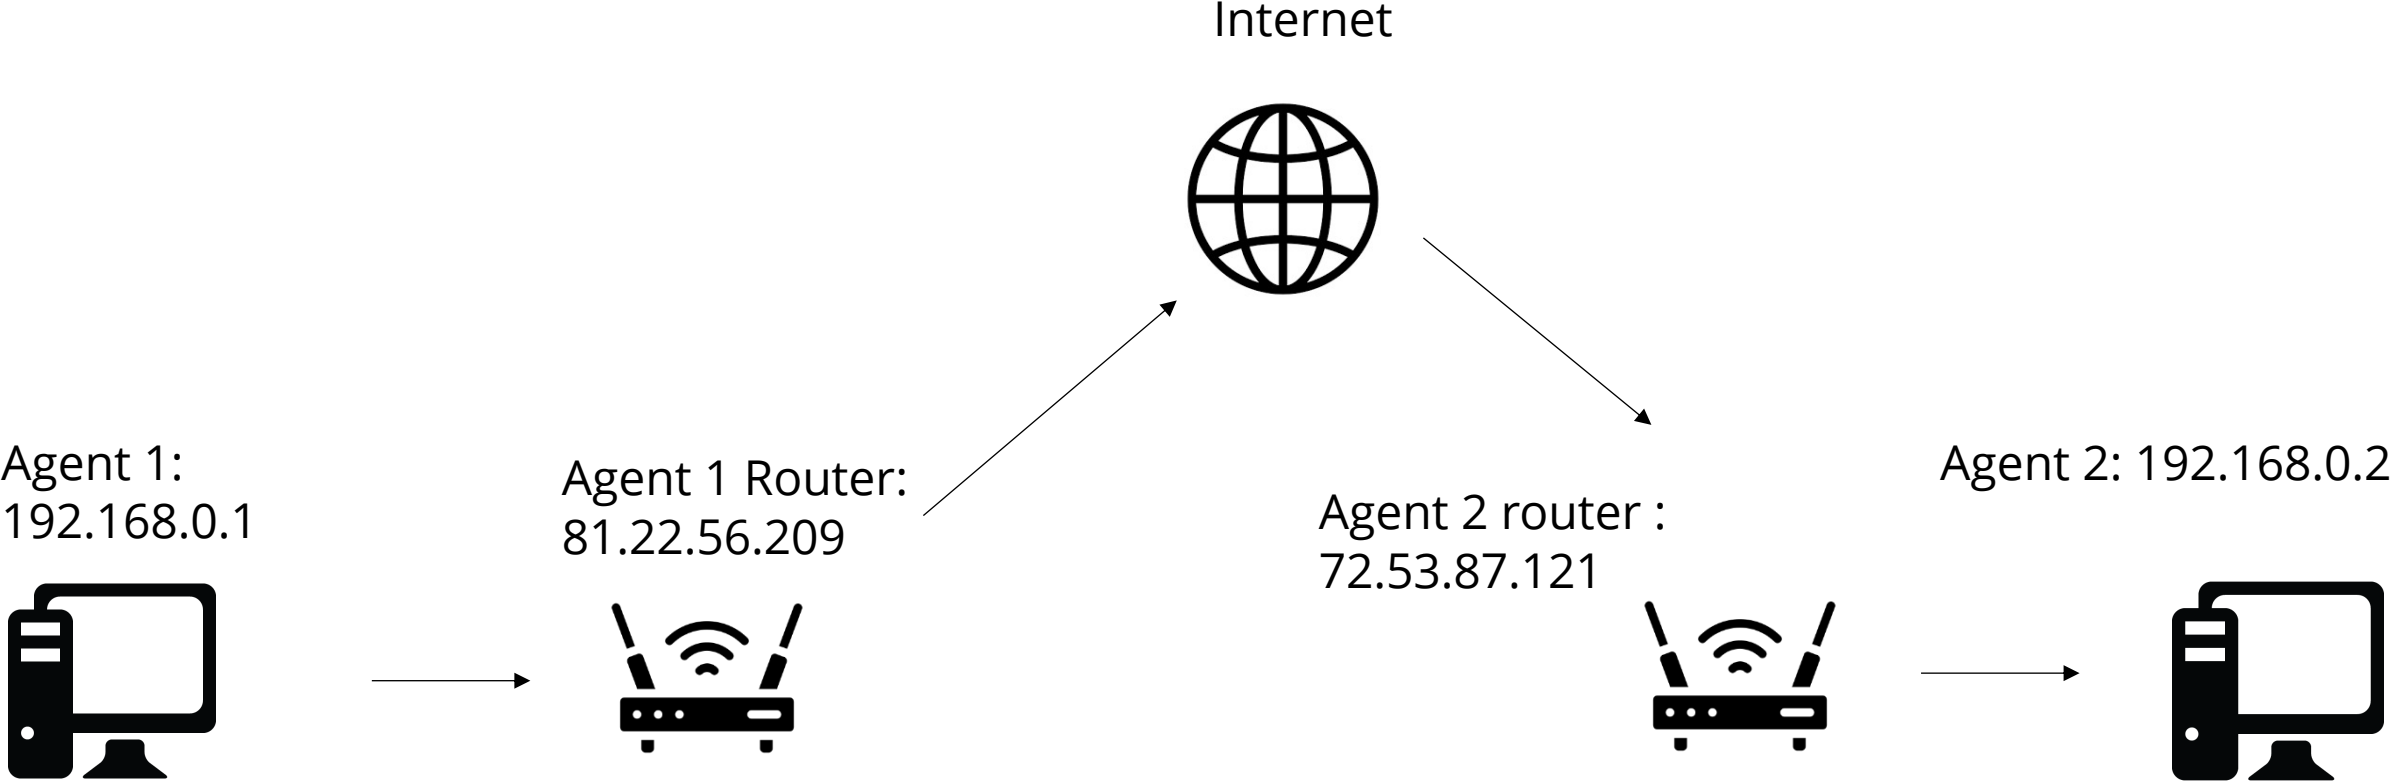 Internet
Agent 1:
192.168.0.1
Agent 1 Router:
81.22.56.209
Agent 2 router :
72.53.87.121
Agent 2: 192.168.0.2